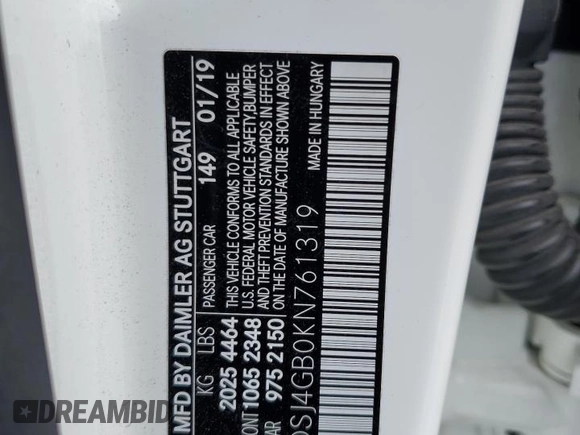 MFD BY DAIMLER AG STUTTGART
KG LBS PASSENGER CAR 149 01/19
2025 4464 THIS VEHICLE CONFORMS TO ALL APPLICABLE
1065 2348 U.S. FEDERAL MOTOR VEHICLE SAFETY, BUMPER
975 2150 AND THEFT PREVENTION STANDARDS IN EFFECT
ON THE DATE OF MANUFACTURE SHOWN ABOVE
SJ4GB0KN761319 MADE IN HUNGARY
DREAMBID